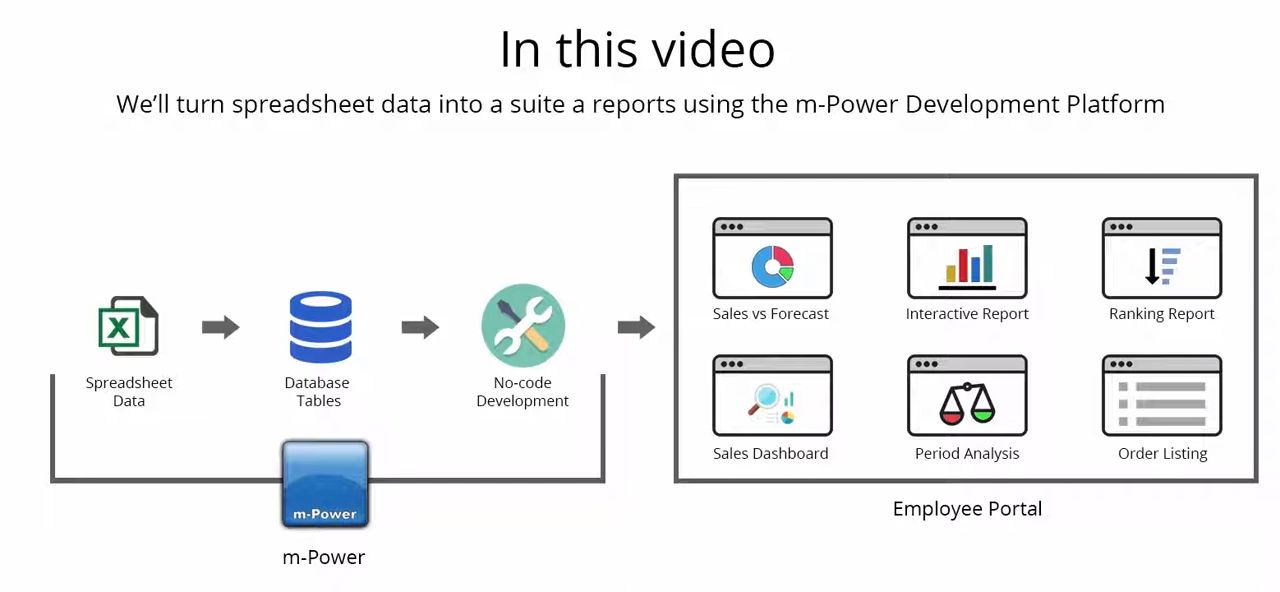 In this video
We'll turn spreadsheet data into a suite a reports using the m-Power Development Platform
Spreadsheet
Data
Database
Tables
No-code
Development
m-Power
m-Power
Sales vs Forecast
Interactive Report
Ranking Report
Sales Dashboard
Period Analysis
Order Listing
Employee Portal